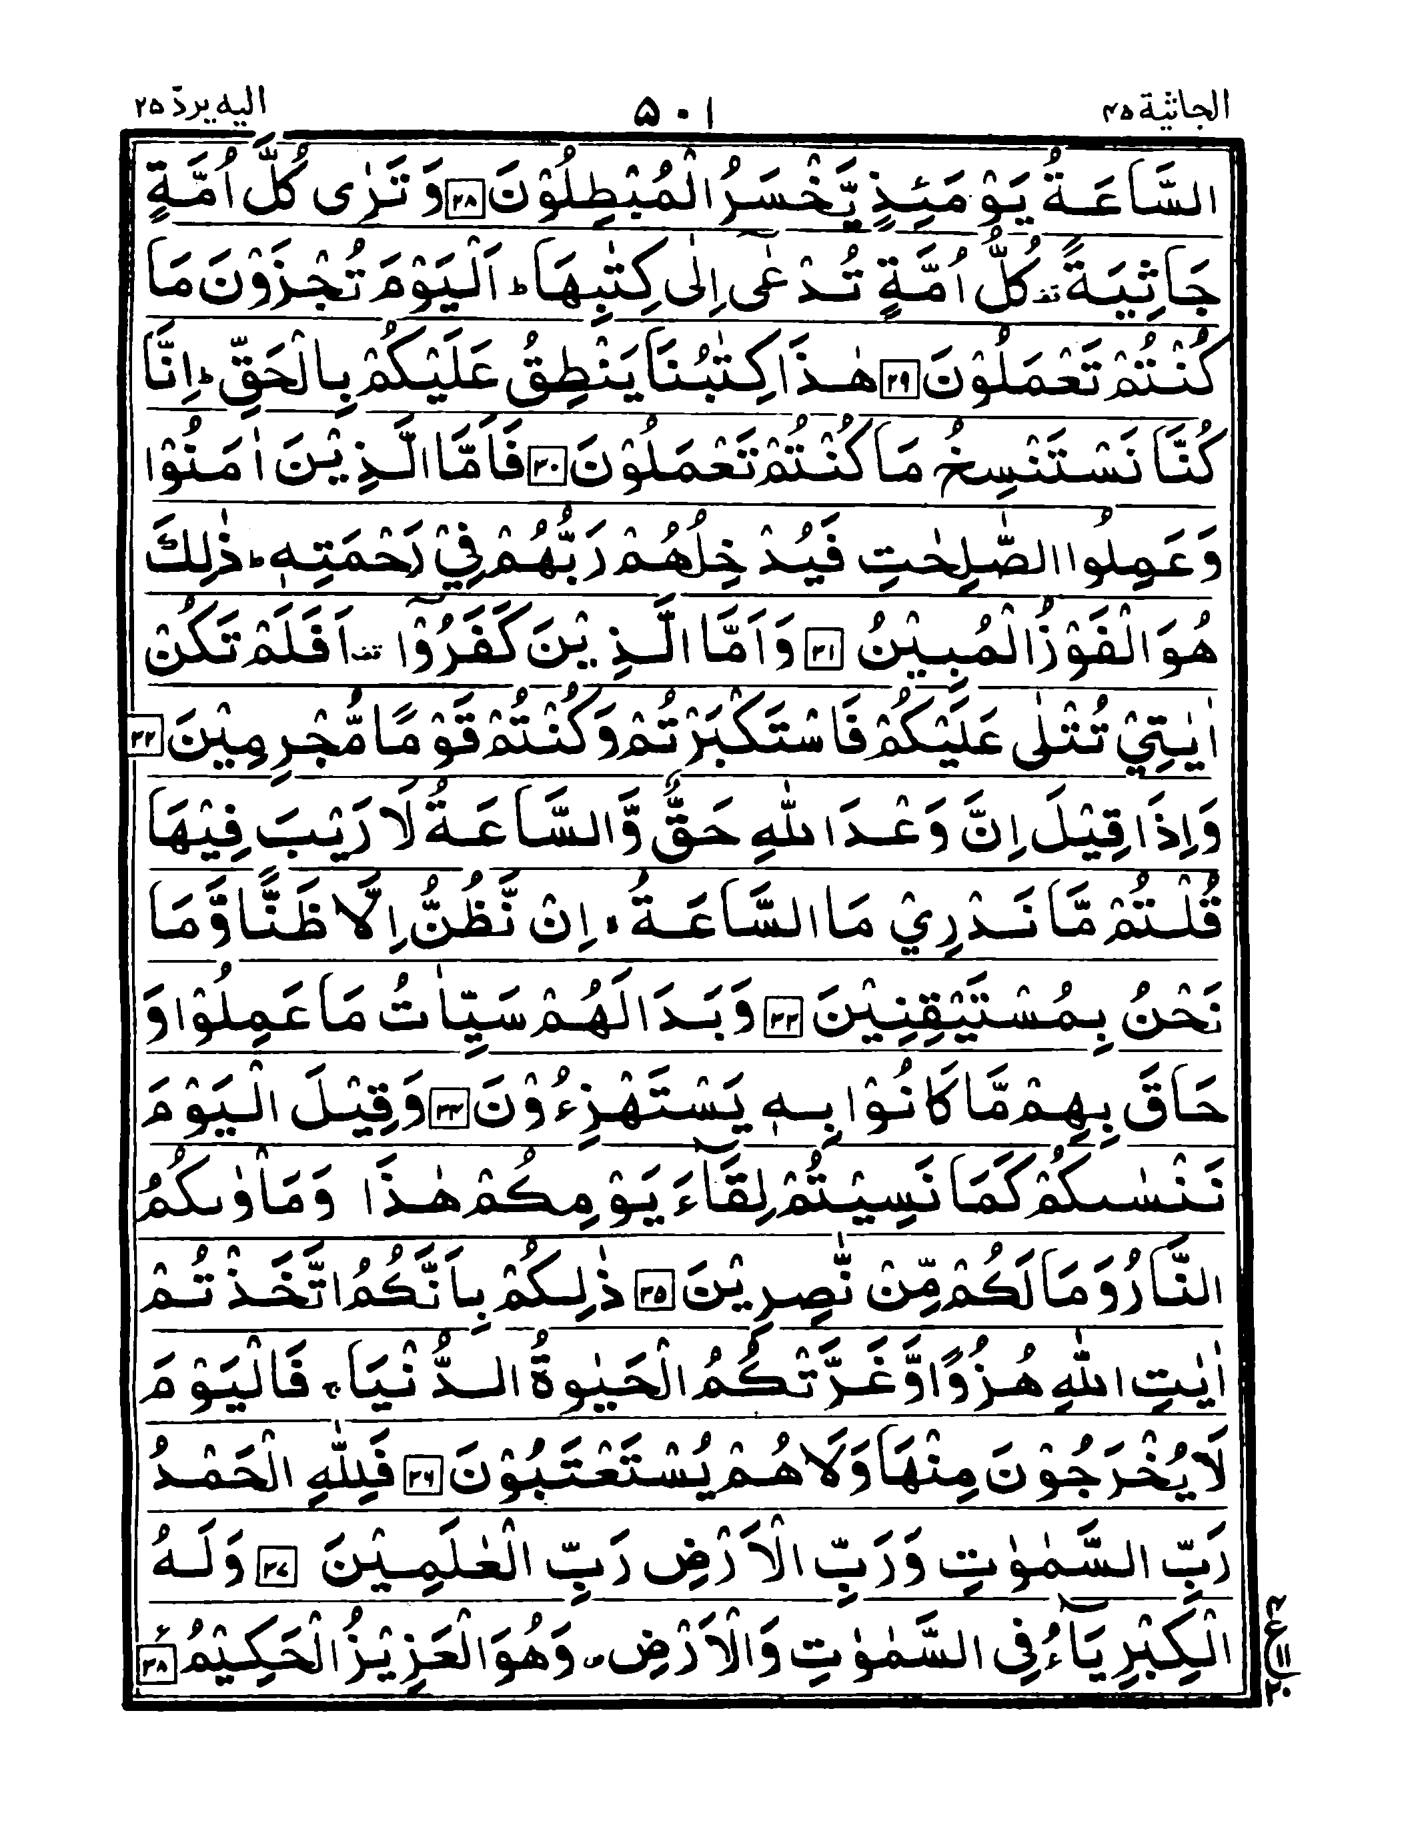 الجاثية ٤٥
٥٠١
اليه يردّ ٢٥
السَّاعَةُ يَوْمَئِذٍ يَّخْسَرُ الْمُبْطِلُوْنَ ٢٨ وَ تَرٰى كُلَّ اُمَّةٍ
جَاثِيَةً قف كُلُّ اُمَّةٍ تُدْعٰٓى اِلٰى كِتٰبِهَا ط اَلْيَوْمَ تُجْزَوْنَ مَا
كُنْتُمْ تَعْمَلُوْنَ ٢٩ هٰذَا كِتٰبُنَا يَنْطِقُ عَلَيْكُمْ بِالْحَقِّ ط اِنَّا
كُنَّا نَسْتَنْسِخُ مَا كُنْتُمْ تَعْمَلُوْنَ ٣٠ فَاَمَّا الَّذِيْنَ اٰمَنُوْا
وَعَمِلُوا الصّٰلِحٰتِ فَيُدْخِلُهُمْ رَبُّهُمْ فِيْ رَحْمَتِهٖ ط ذٰلِكَ
هُوَ الْفَوْزُ الْمُبِيْنُ ٣١ وَاَمَّا الَّذِيْنَ كَفَرُوْٓا قف اَفَلَمْ تَكُنْ
اٰيٰتِيْ تُتْلٰى عَلَيْكُمْ فَاسْتَكْبَرْتُمْ وَكُنْتُمْ قَوْمًا مُّجْرِمِيْنَ ٣٢
وَاِذَا قِيْلَ اِنَّ وَعْدَ اللّٰهِ حَقٌّ وَّالسَّاعَةُ لَا رَيْبَ فِيْهَا
قُلْتُمْ مَّا نَدْرِيْ مَا السَّاعَةُ ۙ اِنْ نَّظُنُّ اِلَّا ظَنًّا وَّمَا
نَحْنُ بِمُسْتَيْقِنِيْنَ ٣٣ وَبَدَا لَهُمْ سَيِّاٰتُ مَا عَمِلُوْا وَ
حَاقَ بِهِمْ مَّا كَانُوْا بِهٖ يَسْتَهْزِءُوْنَ ٣٤ وَقِيْلَ الْيَوْمَ
نَنْسٰىكُمْ كَمَا نَسِيْتُمْ لِقَآءَ يَوْمِكُمْ هٰذَا وَمَاْوٰىكُمُ
النَّارُ وَمَا لَكُمْ مِّنْ نّٰصِرِيْنَ ٣٥ ذٰلِكُمْ بِاَنَّكُمُ اتَّخَذْتُمْ
اٰيٰتِ اللّٰهِ هُزُوًا وَّغَرَّتْكُمُ الْحَيٰوةُ الدُّنْيَا ج فَالْيَوْمَ
لَا يُخْرَجُوْنَ مِنْهَا وَلَا هُمْ يُسْتَعْتَبُوْنَ ٣٦ فَلِلّٰهِ الْحَمْدُ
رَبِّ السَّمٰوٰتِ وَرَبِّ الْاَرْضِ رَبِّ الْعٰلَمِيْنَ ٣٧ وَلَهُ
الْكِبْرِيَآءُ فِى السَّمٰوٰتِ وَالْاَرْضِ ص وَهُوَ الْعَزِيْزُ الْحَكِيْمُ ٣٨